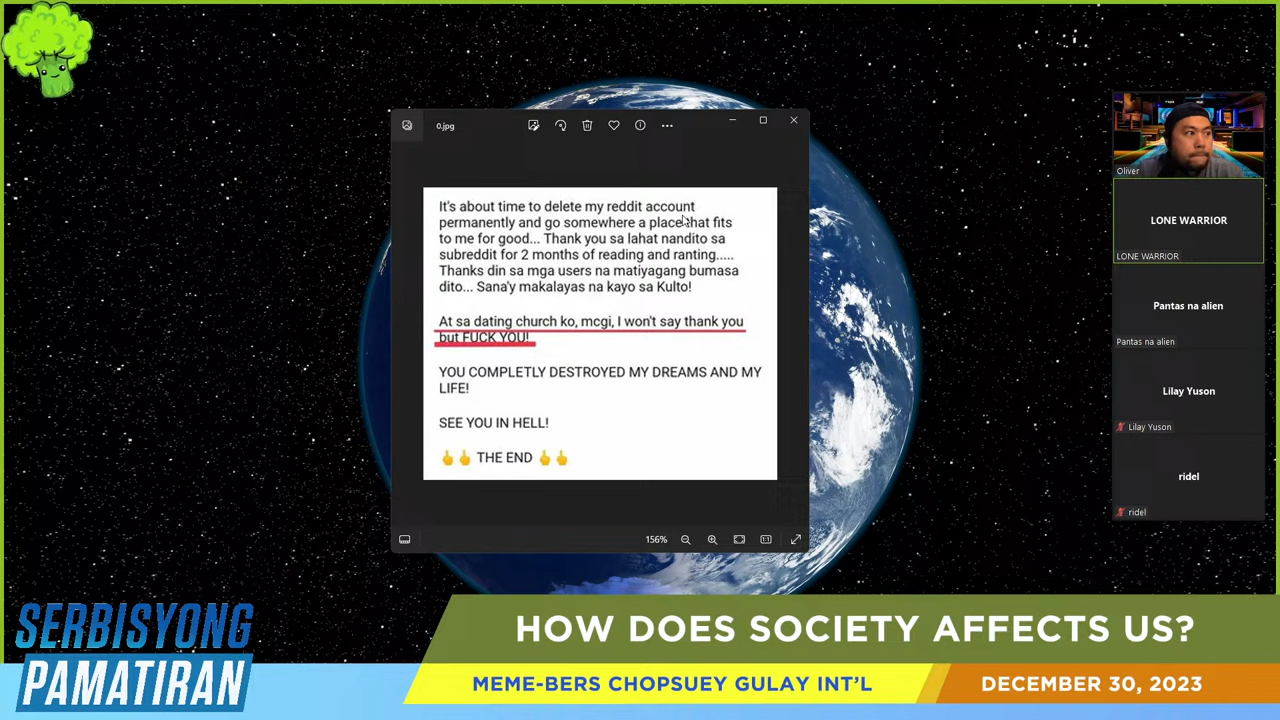 0.jpg
It's about time to delete my reddit account
permanently and go somewhere a place that fits
to me for good... Thank you sa lahat nandito sa
subreddit for 2 months of reading and ranting.....
Thanks din sa mga users na matiyagang bumasa
dito... Sana'y makalayas na kayo sa Kulto!
At sa dating church ko, mcgi, I won't say thank you
but FUCK YOU!
YOU COMPLETLY DESTROYED MY DREAMS AND MY
LIFE!
SEE YOU IN HELL!
👆👆 THE END 👆👆
156%
Oliver
LONE WARRIOR
LONE WARRIOR
Pantas na alien
Pantas na alien
Lilay Yuson
Lilay Yuson
ridel
ridel
SERBISYONG
PAMATIRAN
HOW DOES SOCIETY AFFECTS US?
MEME-BERS CHOPSUEY GULAY INT'L
DECEMBER 30, 2023